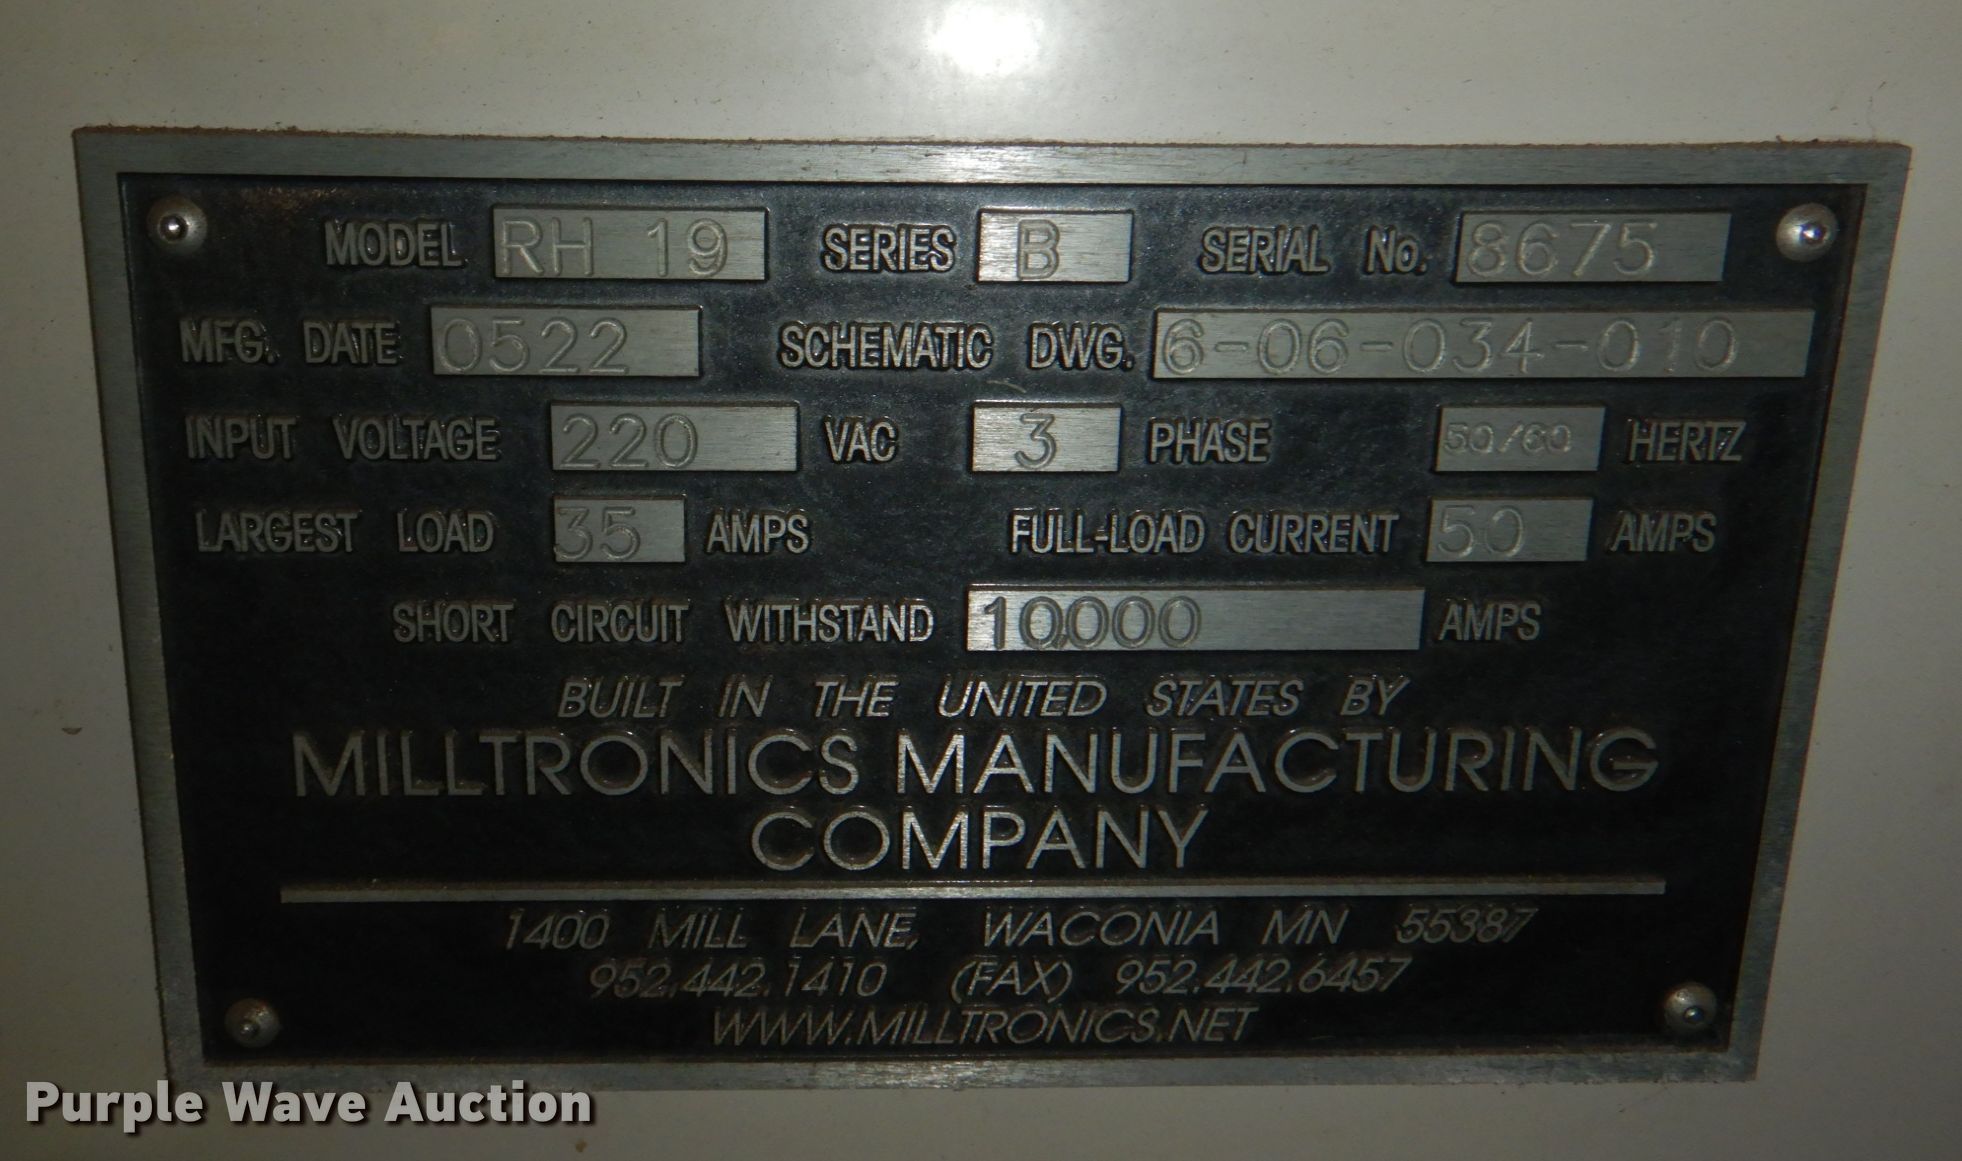 MODEL RH 19 SERIES B SERIAL No. 8675
MFG. DATE 0522 SCHEMATIC DWG. 6-06-034-010
INPUT VOLTAGE 220 VAC 3 PHASE 50/60 HERTZ
LARGEST LOAD 35 AMPS FULL-LOAD CURRENT 50 AMPS
SHORT CIRCUIT WITHSTAND 10,000 AMPS
BUILT IN THE UNITED STATES BY
MILLTRONICS MANUFACTURING
COMPANY
1400 MILL LANE, WACONIA MN 55387
952.442.1410 (FAX) 952.442.6457
WWW.MILLTRONICS.NET
Purple Wave Auction